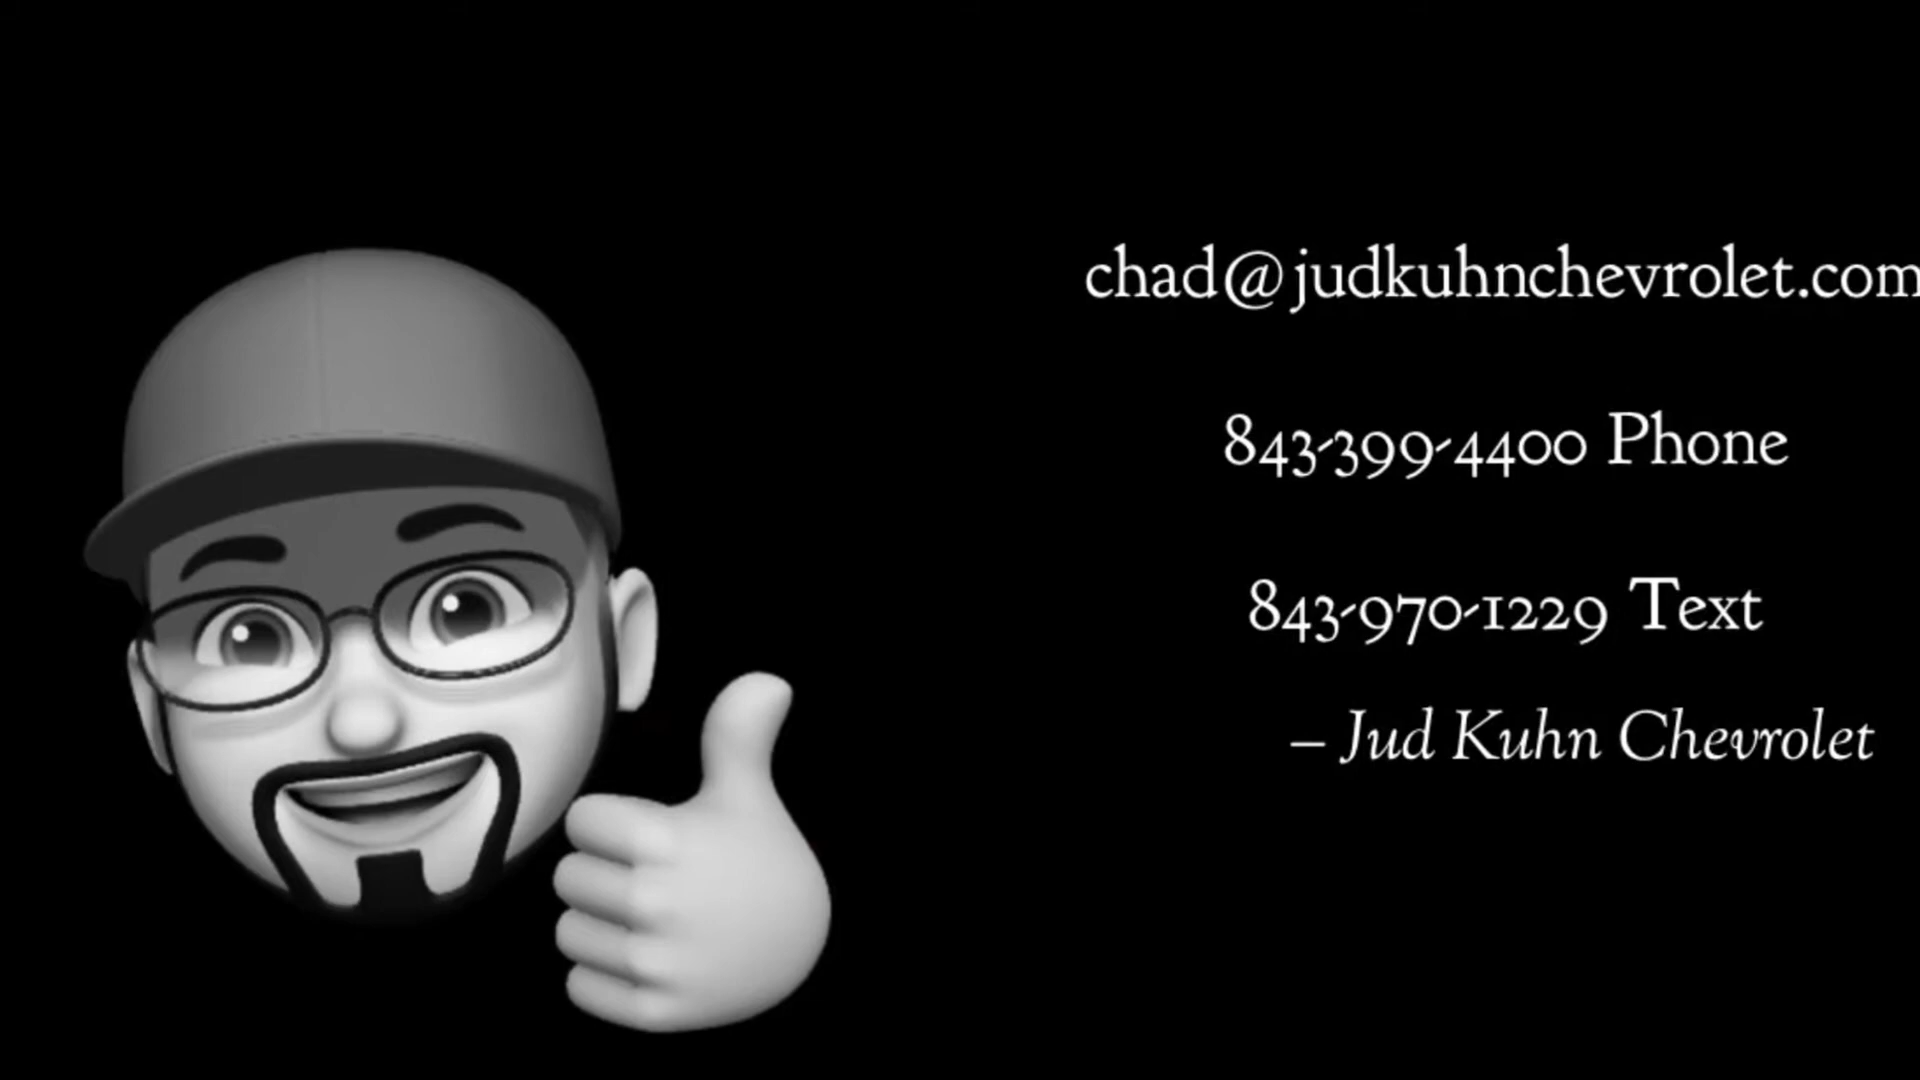 chad@judkuhnchevrolet.com
843-399-4400 Phone
843-970-1229 Text
– Jud Kuhn Chevrolet